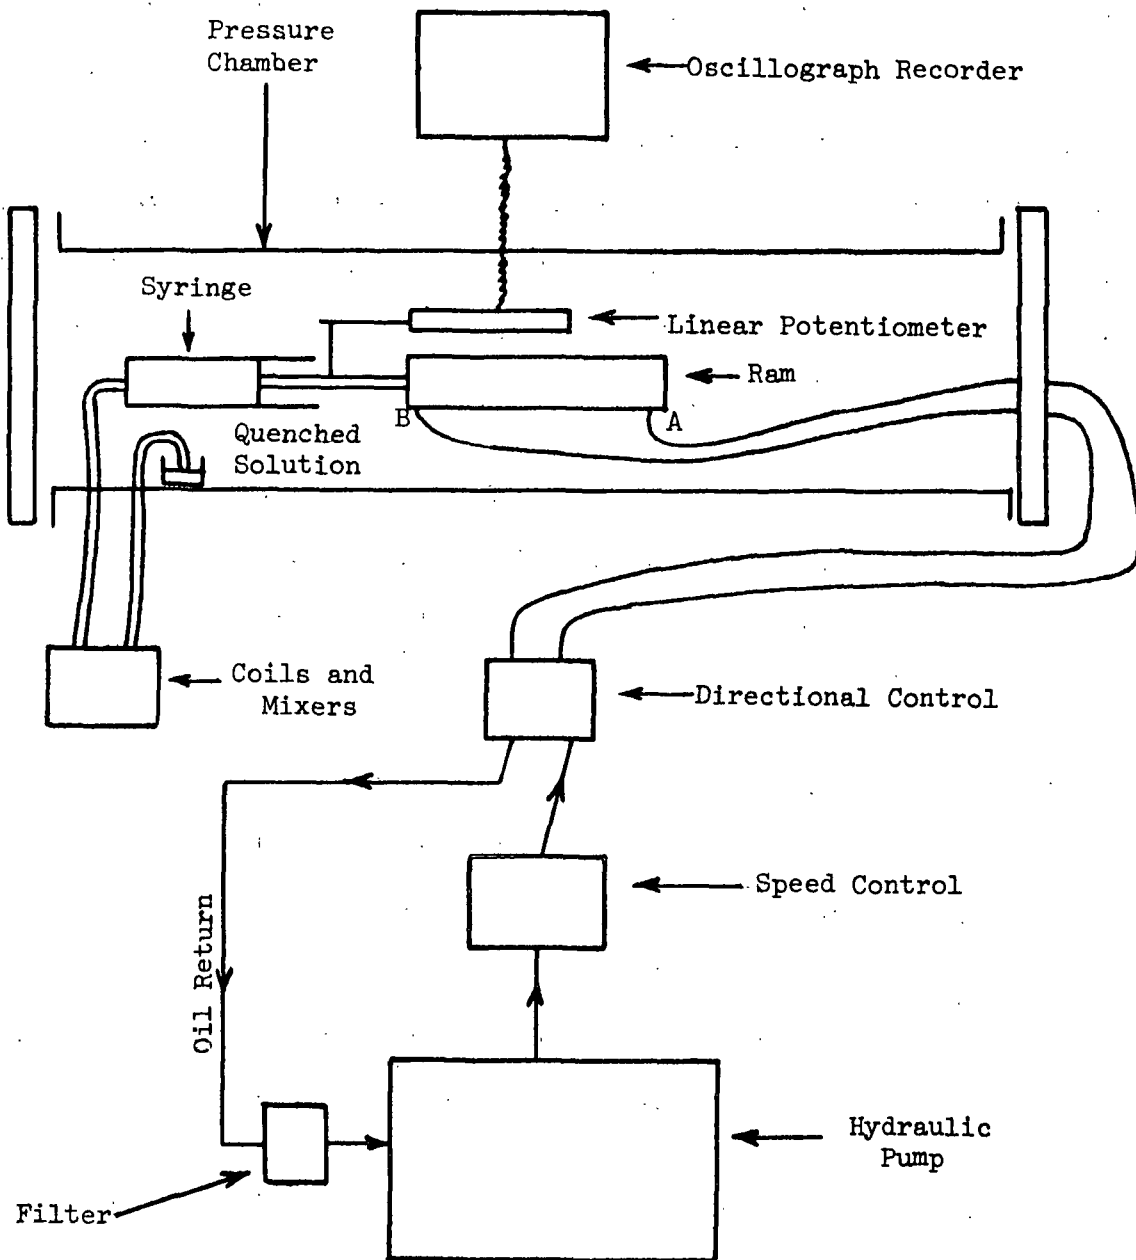 Pressure
Chamber
Oscillograph Recorder
Syringe
Linear Potentiometer
Ram
B
A
Quenched
Solution
Coils and
Mixers
Directional Control
Speed Control
Oil Return
Hydraulic
Pump
Filter